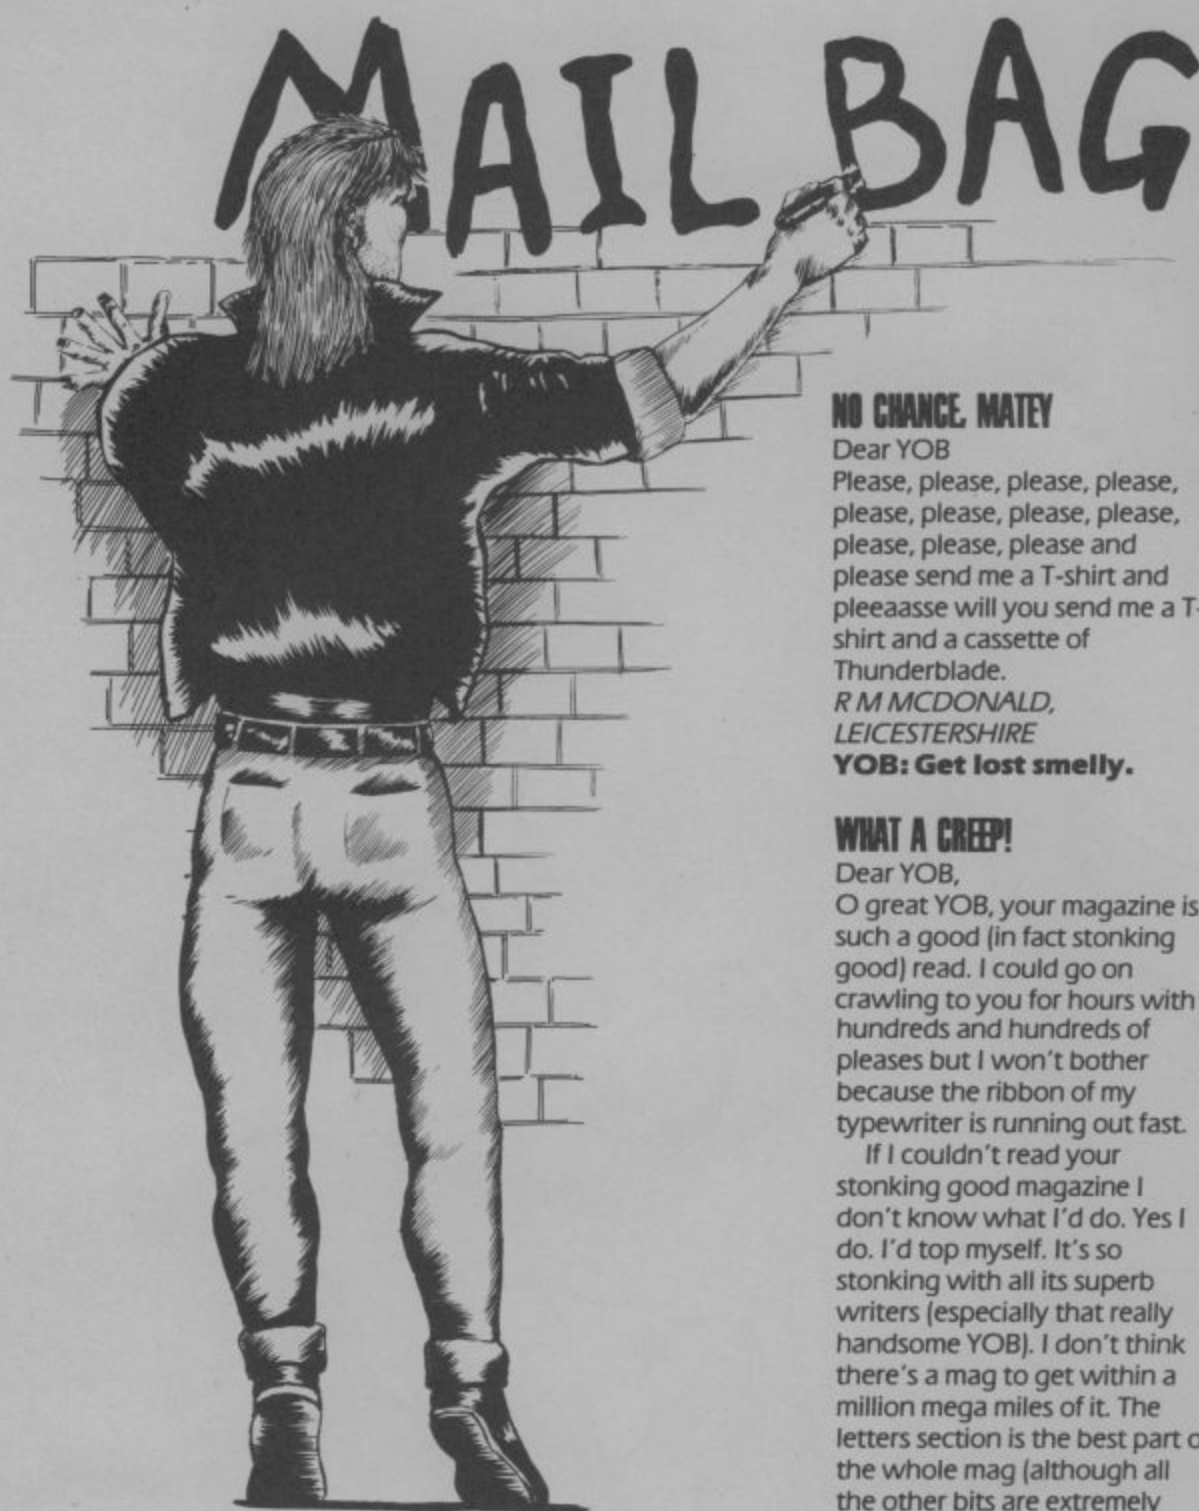 MAIL BAG
NO CHANCE, MATEY
Dear YOB
Please, please, please, please,
please, please, please, please,
please, please, please and
please send me a T-shirt and
pleeaasse will you send me a T-
shirt and a cassette of
Thunderblade.
R M MCDONALD,
LEICESTERSHIRE
YOB: Get lost smelly.
WHAT A CREEP!
Dear YOB,
O great YOB, your magazine is
such a good (in fact stonking
good) read. I could go on
crawling to you for hours with
hundreds and hundreds of
pleases but I won't bother
because the ribbon of my
typewriter is running out fast.
If I couldn't read your
stonking good magazine I
don't know what I'd do. Yes I
do. I'd top myself. It's so
stonking with all its superb
writers (especially that really
handsome YOB). I don't think
there's a mag to get within a
million mega miles of it. The
letters section is the best part
the whole mag (although all
the other bits are extremely